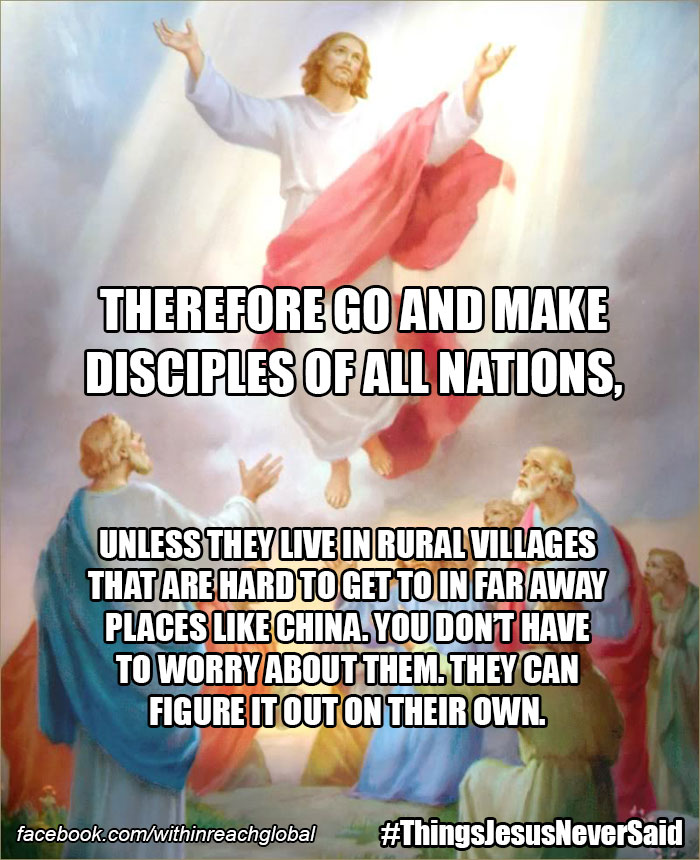 THEREFORE GO AND MAKE
DISCIPLES OF ALL NATIONS,
UNLESS THEY LIVE IN RURAL VILLAGES
THAT ARE HARD TO GET TO IN FAR AWAY
PLACES LIKE CHINA. YOU DON'T HAVE
TO WORRY ABOUT THEM. THEY CAN
FIGURE IT OUT ON THEIR OWN.
facebook.com/withinreachglobal #ThingsJesusNeverSaid